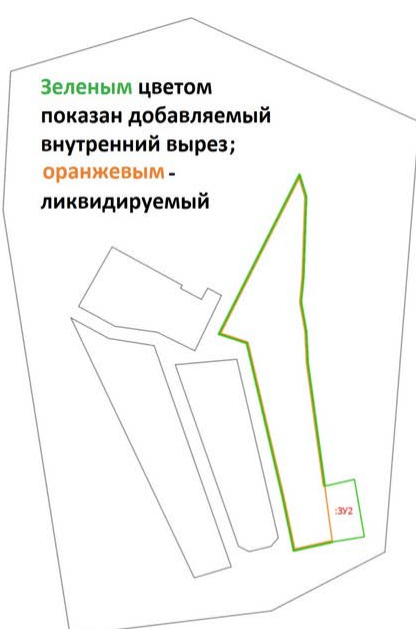 Зеленым цветом
показан добавляемый
внутренний вырез;
оранжевым -
ликвидируемый
:ЗУ2